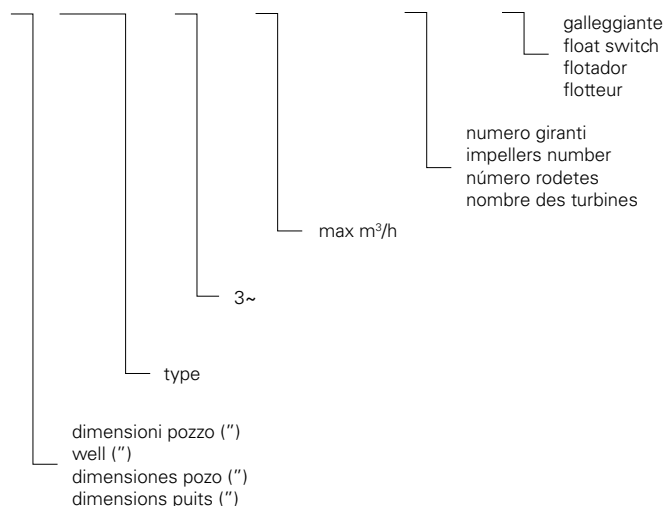 galleggiante
float switch
flotador
flotteur
numero giranti
impellers number
número rodetes
nombre des turbines
max m³/h
3~
type
dimensioni pozzo (")
well (")
dimensiones pozo (")
dimensions puits (")